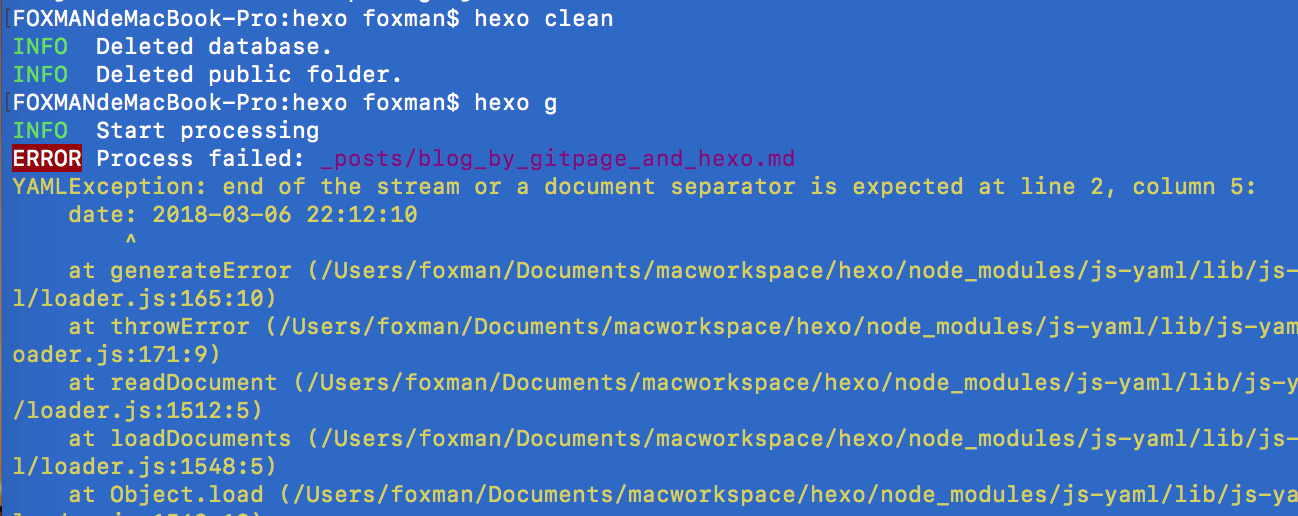 FOXMANdeMacBook-Pro:hexo foxman$ hexo clean
INFO  Deleted database.
INFO  Deleted public folder.
FOXMANdeMacBook-Pro:hexo foxman$ hexo g
INFO  Start processing
ERROR Process failed: _posts/blog_by_gitpage_and_hexo.md
YAMLException: end of the stream or a document separator is expected at line 2, column 5:
    date: 2018-03-06 22:12:10
        ^
    at generateError (/Users/foxman/Documents/macworkspace/hexo/node_modules/js-yaml/lib/js-
l/loader.js:165:10)
    at throwError (/Users/foxman/Documents/macworkspace/hexo/node_modules/js-yaml/lib/js-yam
oader.js:171:9)
    at readDocument (/Users/foxman/Documents/macworkspace/hexo/node_modules/js-yaml/lib/js-y
/loader.js:1512:5)
    at loadDocuments (/Users/foxman/Documents/macworkspace/hexo/node_modules/js-yaml/lib/js-
l/loader.js:1548:5)
    at Object.load (/Users/foxman/Documents/macworkspace/hexo/node_modules/js-yaml/lib/js-ya